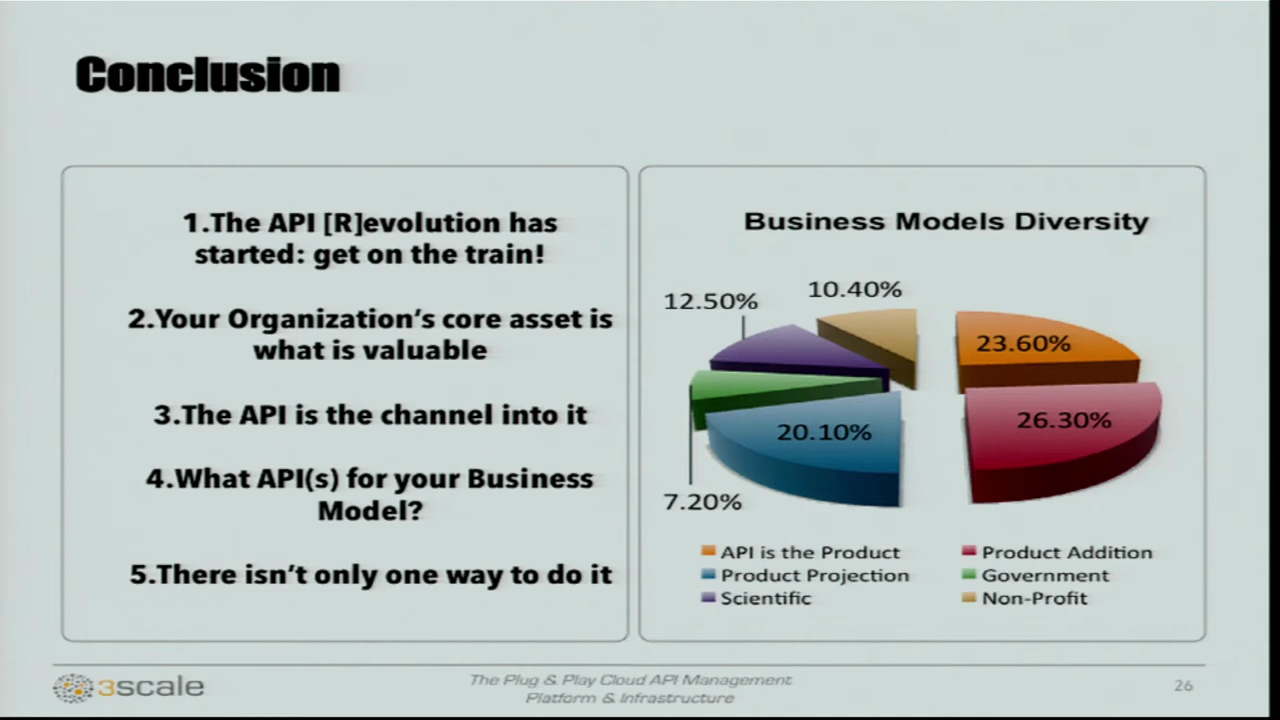 Conclusion
1.The API [R]evolution has
started: get on the train!
2.Your Organization's core asset is
what is valuable
3.The API is the channel into it
4.What API(s) for your Business
Model?
5.There isn't only one way to do it
Business Models Diversity
12.50%
10.40%
23.60%
26.30%
20.10%
7.20%
API is the Product
Product Addition
Product Projection
Government
Scientific
Non-Profit
3scale
The Plug & Play Cloud API Management
Platform & Infrastructure
26